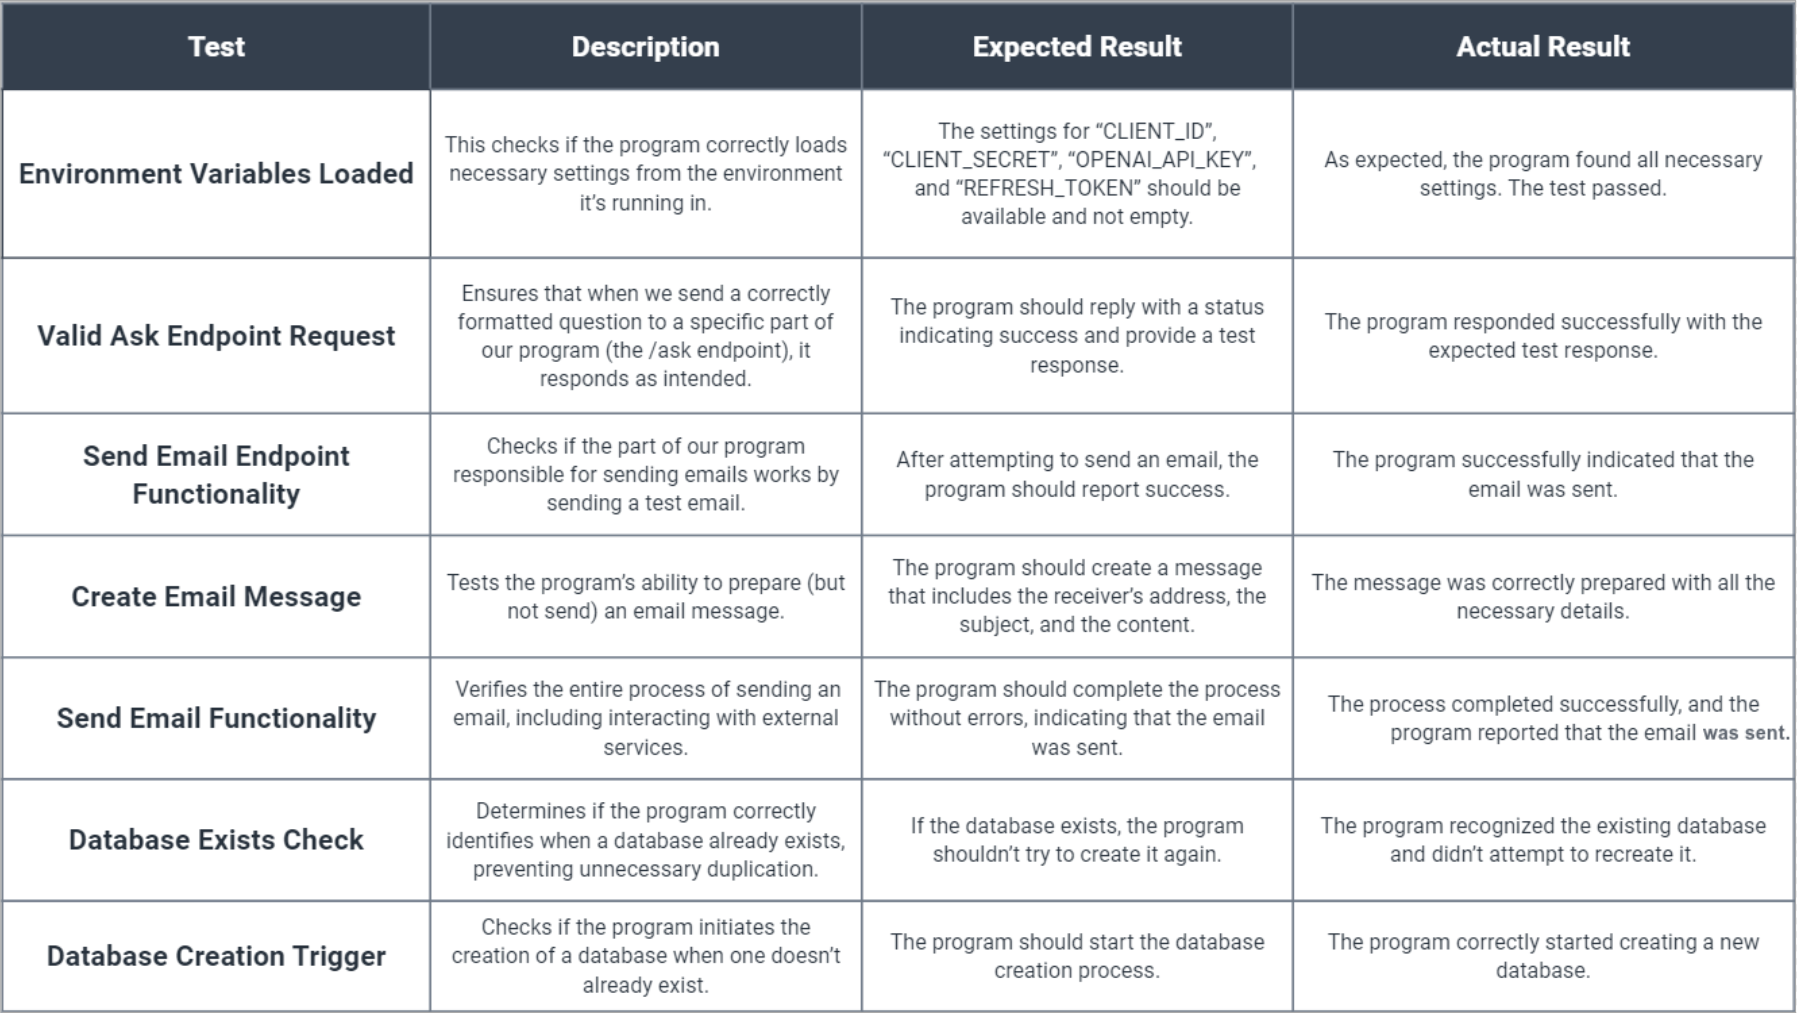 Test
Description
Expected Result
Actual Result
Environment Variables Loaded
This checks if the program correctly loads
necessary settings from the environment
it’s running in.
The settings for “CLIENT_ID”,
“CLIENT_SECRET”, “OPENAI_API_KEY”,
and “REFRESH_TOKEN” should be
available and not empty.
As expected, the program found all necessary
settings. The test passed.
Valid Ask Endpoint Request
Ensures that when we send a correctly
formatted question to a specific part of
our program (the /ask endpoint), it
responds as intended.
The program should reply with a status
indicating success and provide a test
response.
The program responded successfully with the
expected test response.
Send Email Endpoint
Functionality
Checks if the part of our program
responsible for sending emails works by
sending a test email.
After attempting to send an email, the
program should report success.
The program successfully indicated that the
email was sent.
Create Email Message
Tests the program’s ability to prepare (but
not send) an email message.
The program should create a message
that includes the receiver’s address, the
subject, and the content.
The message was correctly prepared with all the
necessary details.
Send Email Functionality
Verifies the entire process of sending an
email, including interacting with external
services.
The program should complete the process
without errors, indicating that the email
was sent.
The process completed successfully, and the
program reported that the email was sent.
Database Exists Check
Determines if the program correctly
identifies when a database already exists,
preventing unnecessary duplication.
If the database exists, the program
shouldn’t try to create it again.
The program recognized the existing database
and didn’t attempt to recreate it.
Database Creation Trigger
Checks if the program initiates the
creation of a database when one doesn’t
already exist.
The program should start the database
creation process.
The program correctly started creating a new
database.